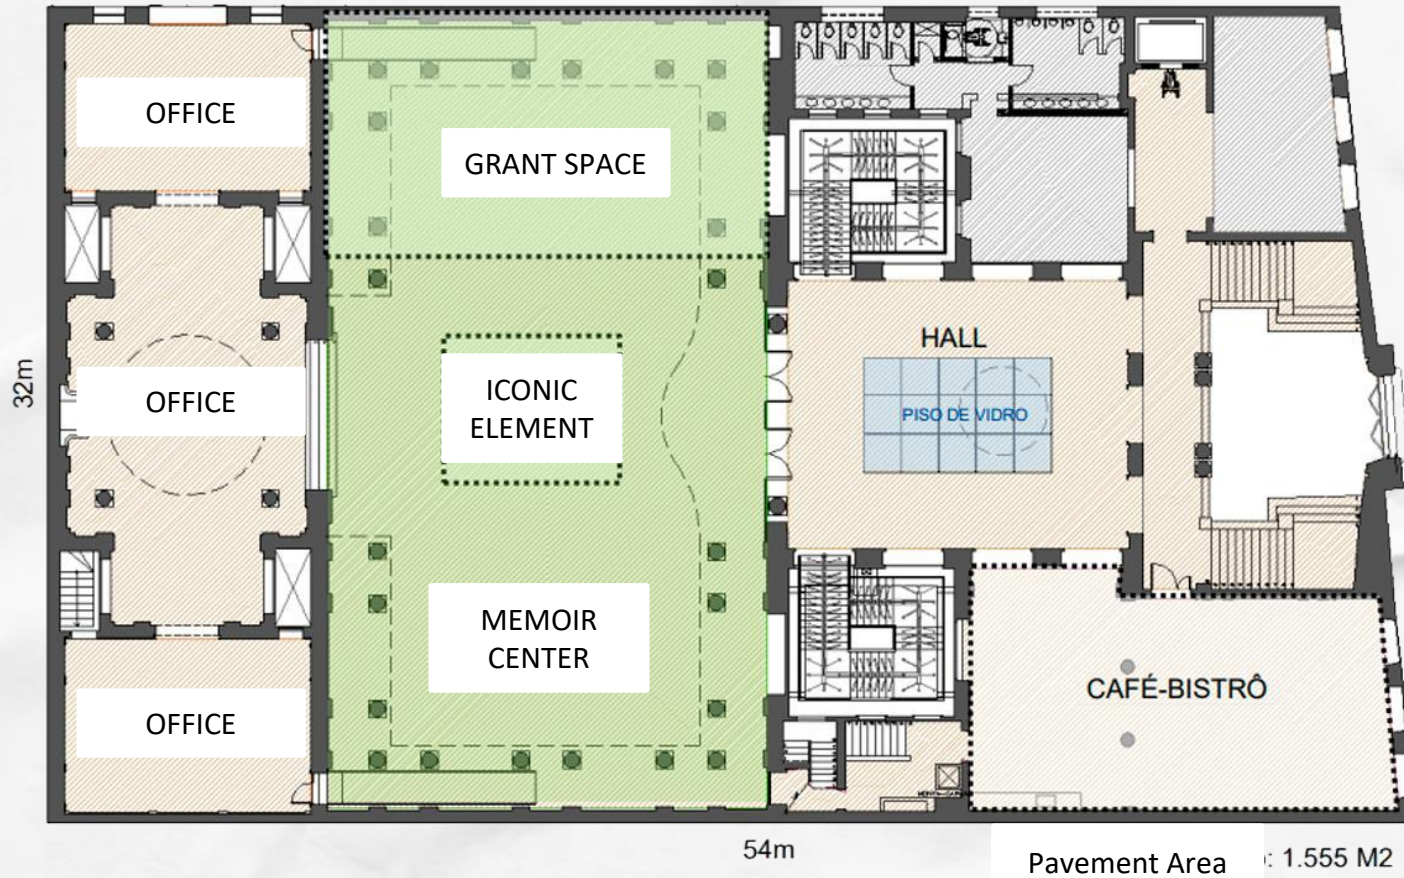 OFFICE
GRANT SPACE
HALL
32m
OFFICE
ICONIC
ELEMENT
PISO DE VIDRO
MEMOIR
CENTER
CAFÉ-BISTRÔ
OFFICE
54m
Pavement Area : 1.555 M2